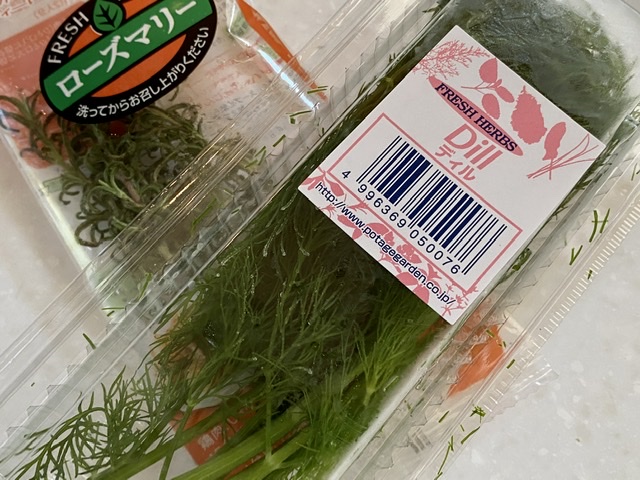 FRESH
ローズマリー
洗ってからお召し上がりください
FRESH HERBS
Dill
ディル
4 996369 050076
http://www.potagegarden.co.jp/